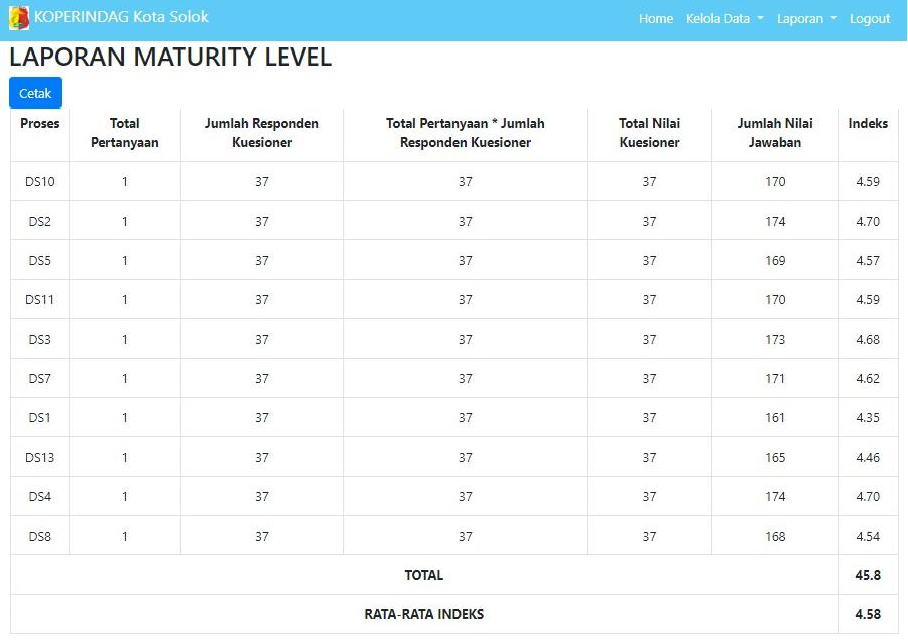 KOPERINDAG Kota Solok
Home Kelola Data Laporan Logout
LAPORAN MATURITY LEVEL
Cetak
Proses Total Pertanyaan Jumlah Responden Kuesioner Total Pertanyaan * Jumlah Responden Kuesioner Total Nilai Kuesioner Jumlah Nilai Jawaban Indeks
DS10 1 37 37 37 170 4.59
DS2 1 37 37 37 174 4.70
DS5 1 37 37 37 169 4.57
DS11 1 37 37 37 170 4.59
DS3 1 37 37 37 173 4.68
DS7 1 37 37 37 171 4.62
DS1 1 37 37 37 161 4.35
DS13 1 37 37 37 165 4.46
DS4 1 37 37 37 174 4.70
DS8 1 37 37 37 168 4.54
TOTAL 45.8
RATA-RATA INDEKS 4.58